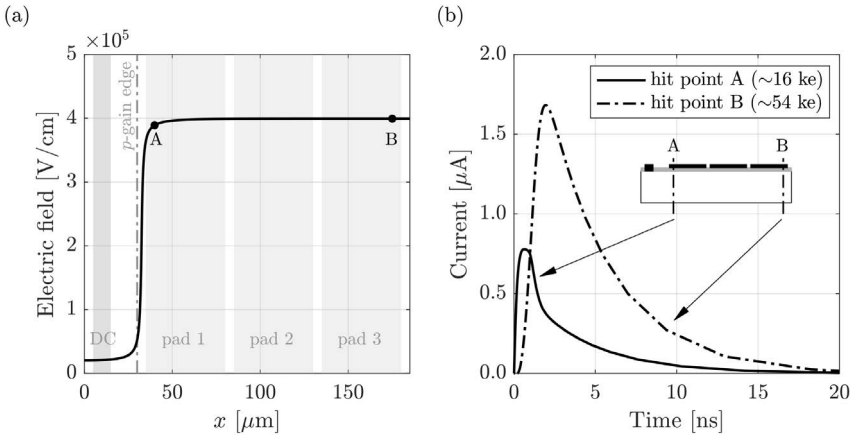 (a)
×10⁵
5
4
3
2
1
0
Electric field [V/cm]
p-gain edge
A
B
DC
pad 1
pad 2
pad 3
0
50
100
150
x [μm]
(b)
2.0
1.5
1.0
0.5
0.0
Current [μA]
hit point A (~16 ke)
hit point B (~54 ke)
A
B
0
5
10
15
20
Time [ns]